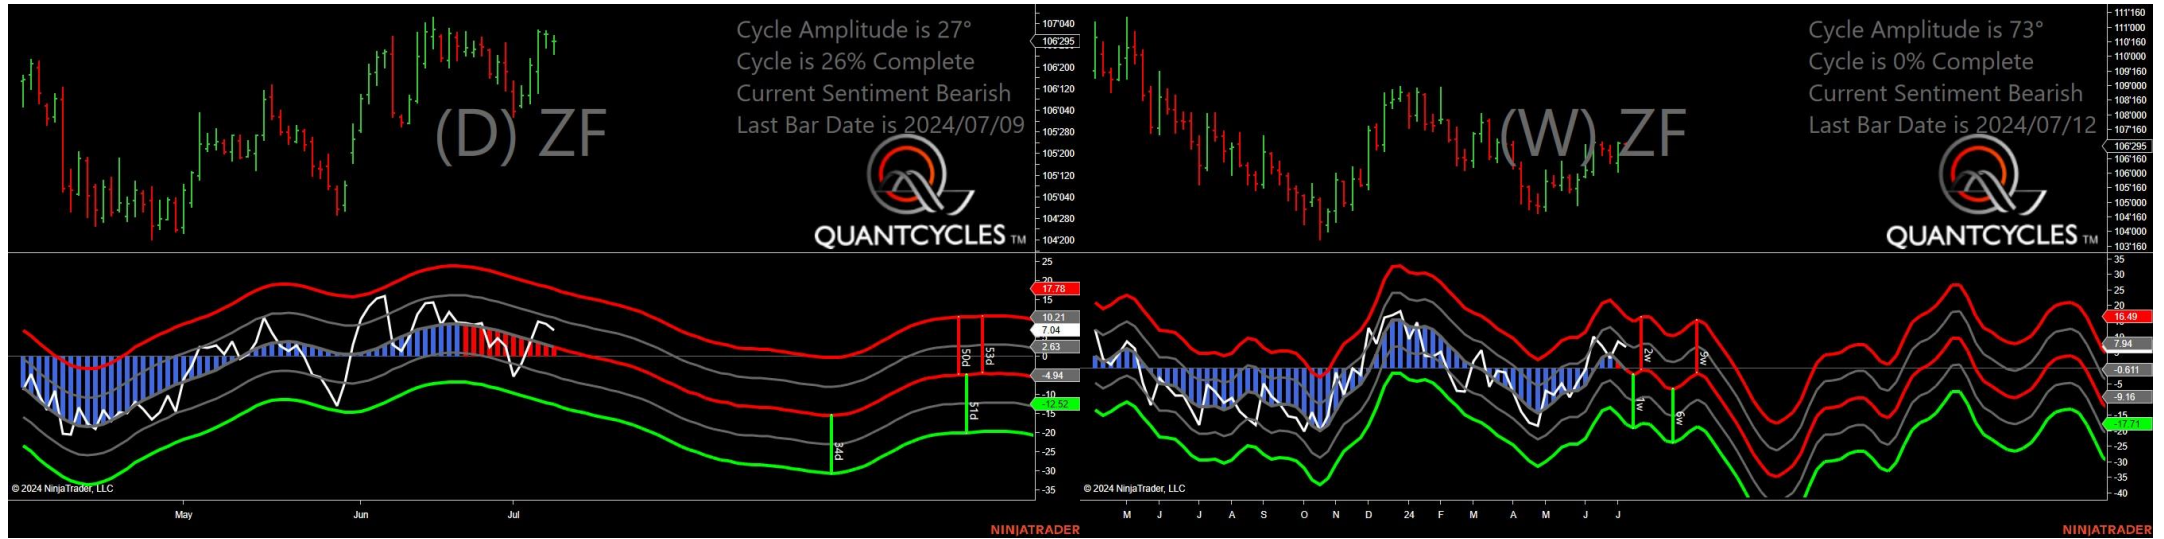 Cycle Amplitude is 27°
Cycle is 26% Complete
Current Sentiment Bearish
Last Bar Date is 2024/07/09
(D) ZF
QUANTCYCLES TM
107'040
106'295
106'200
106'120
106'040
105'280
105'200
105'120
105'040
104'280
104'200
25
20
17.78
15
10.21
7.04
2.63
0
-4.94
-10
-12.52
-15
-20
-25
-30
-35
34d
50d
51d
53d
© 2024 NinjaTrader, LLC
May Jun Jul
NINJATRADER
Cycle Amplitude is 73°
Cycle is 0% Complete
Current Sentiment Bearish
Last Bar Date is 2024/07/12
(W) ZF
QUANTCYCLES TM
111'160
111'000
110'160
110'000
109'160
109'000
108'160
108'000
107'160
106'295
106'160
106'000
105'160
105'000
104'160
104'000
103'160
35
30
25
20
16.49
7.94
-0.611
-5
-9.16
-15
-17.71
-25
-30
-35
-40
1w
2w
6w
9w
© 2024 NinjaTrader, LLC
M J J A S O N D 24 F M A M J J
NINJATRADER